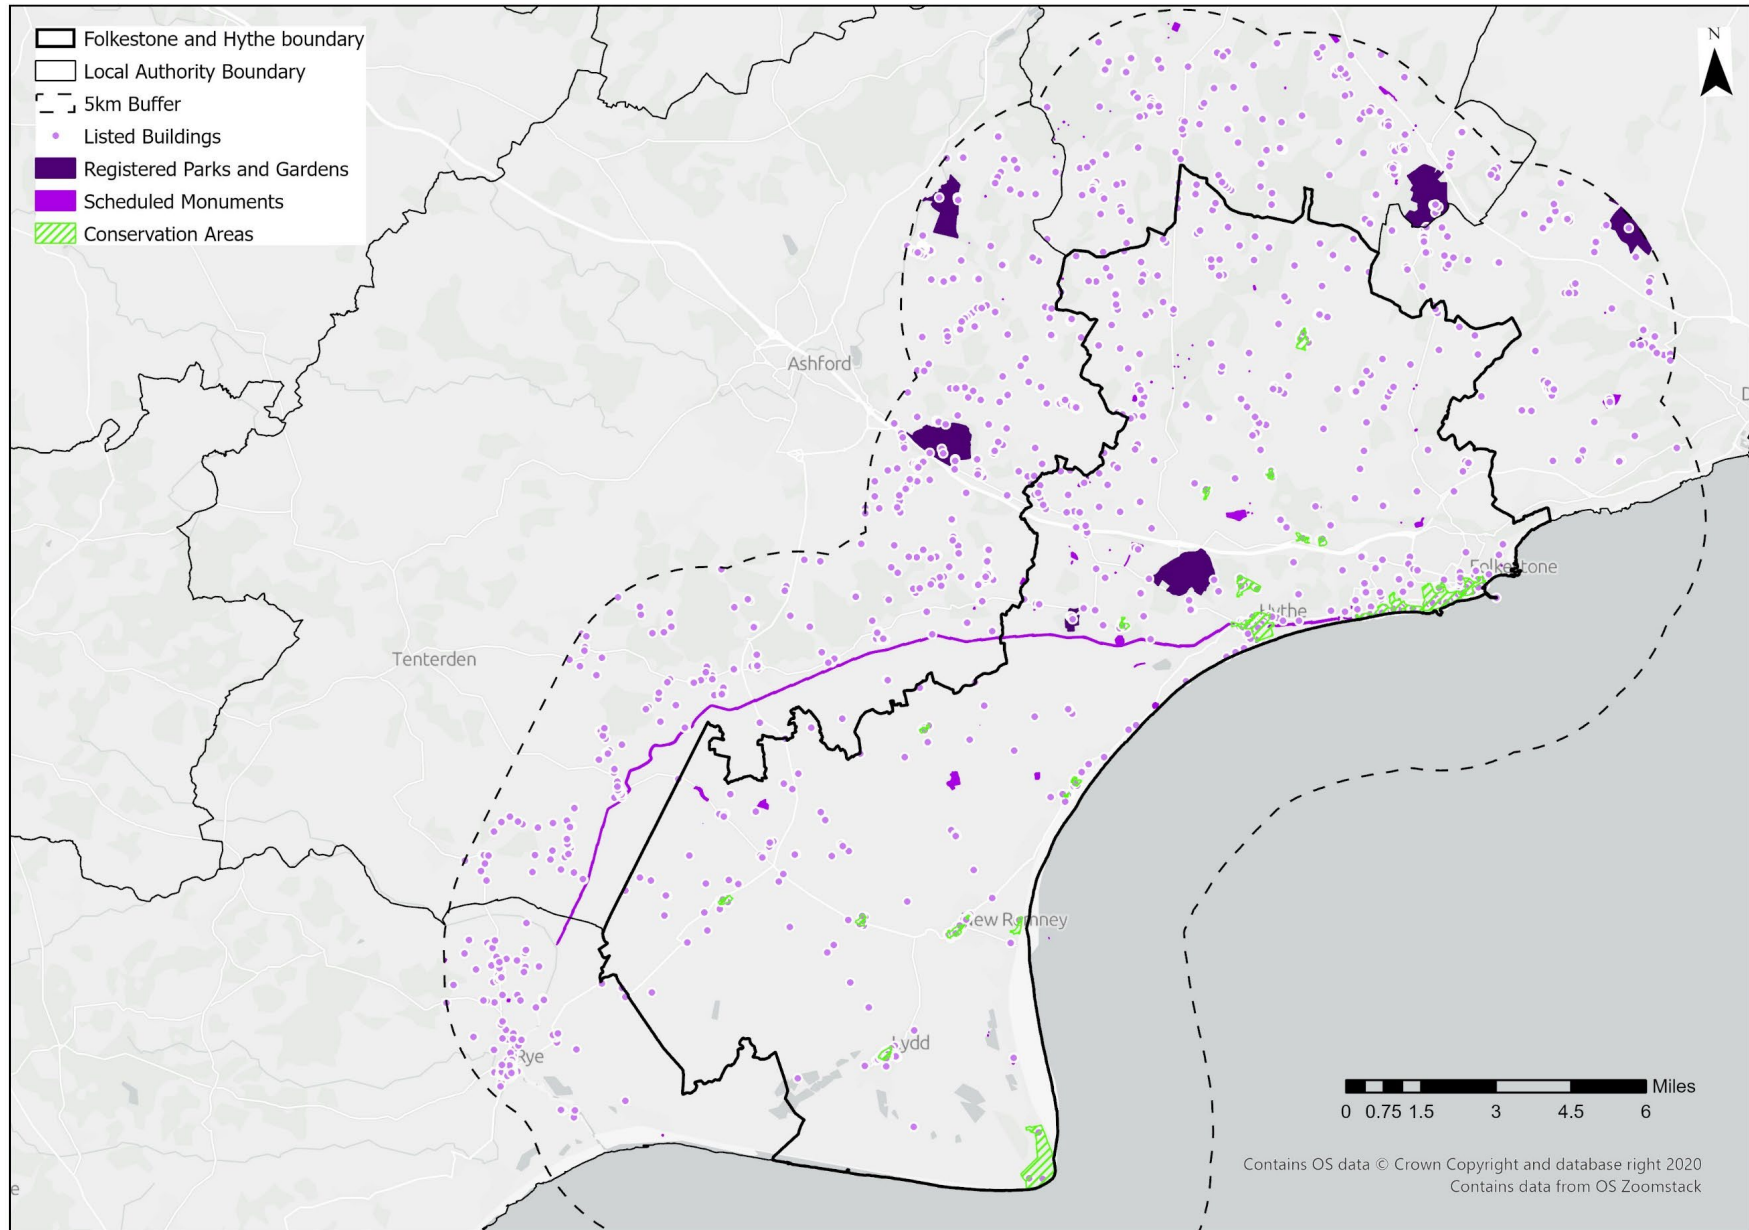 Folkestone and Hythe boundary
Local Authority Boundary
5km Buffer
Listed Buildings
Registered Parks and Gardens
Scheduled Monuments
Conservation Areas
N
Ashford
Folkestone
Hythe
Tenterden
New Romney
Lydd
Rye
D
e
Miles
0 0.75 1.5 3 4.5 6
Contains OS data © Crown Copyright and database right 2020
Contains data from OS Zoomstack